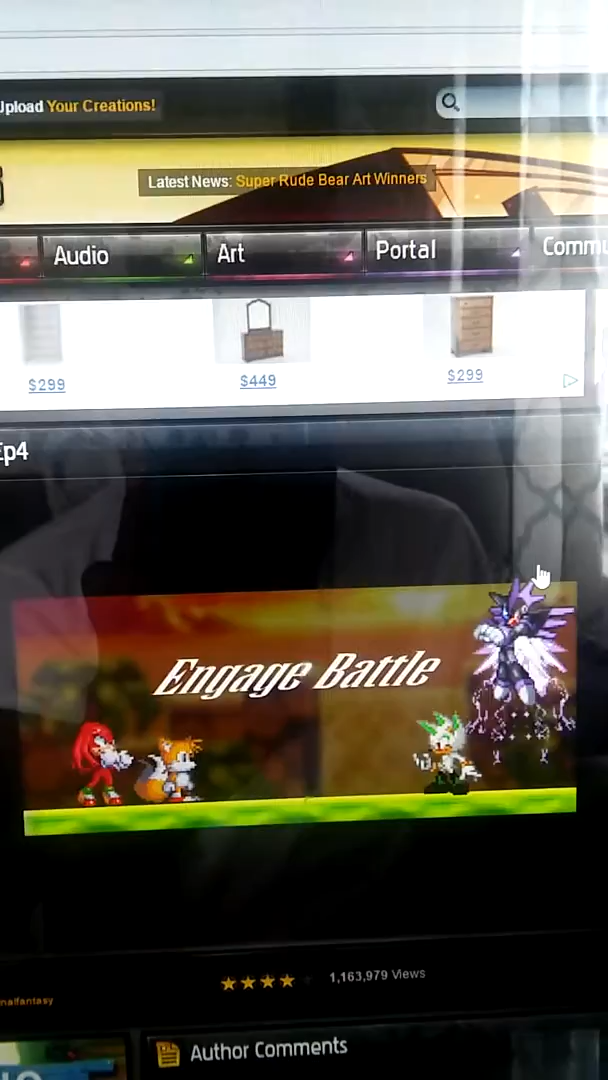 Upload Your Creations!
Latest News: Super Rude Bear Art Winners
Audio
Art
Portal
$299
$449
$299
Ep4
Engage Battle
1,163,979 Views
Author Comments